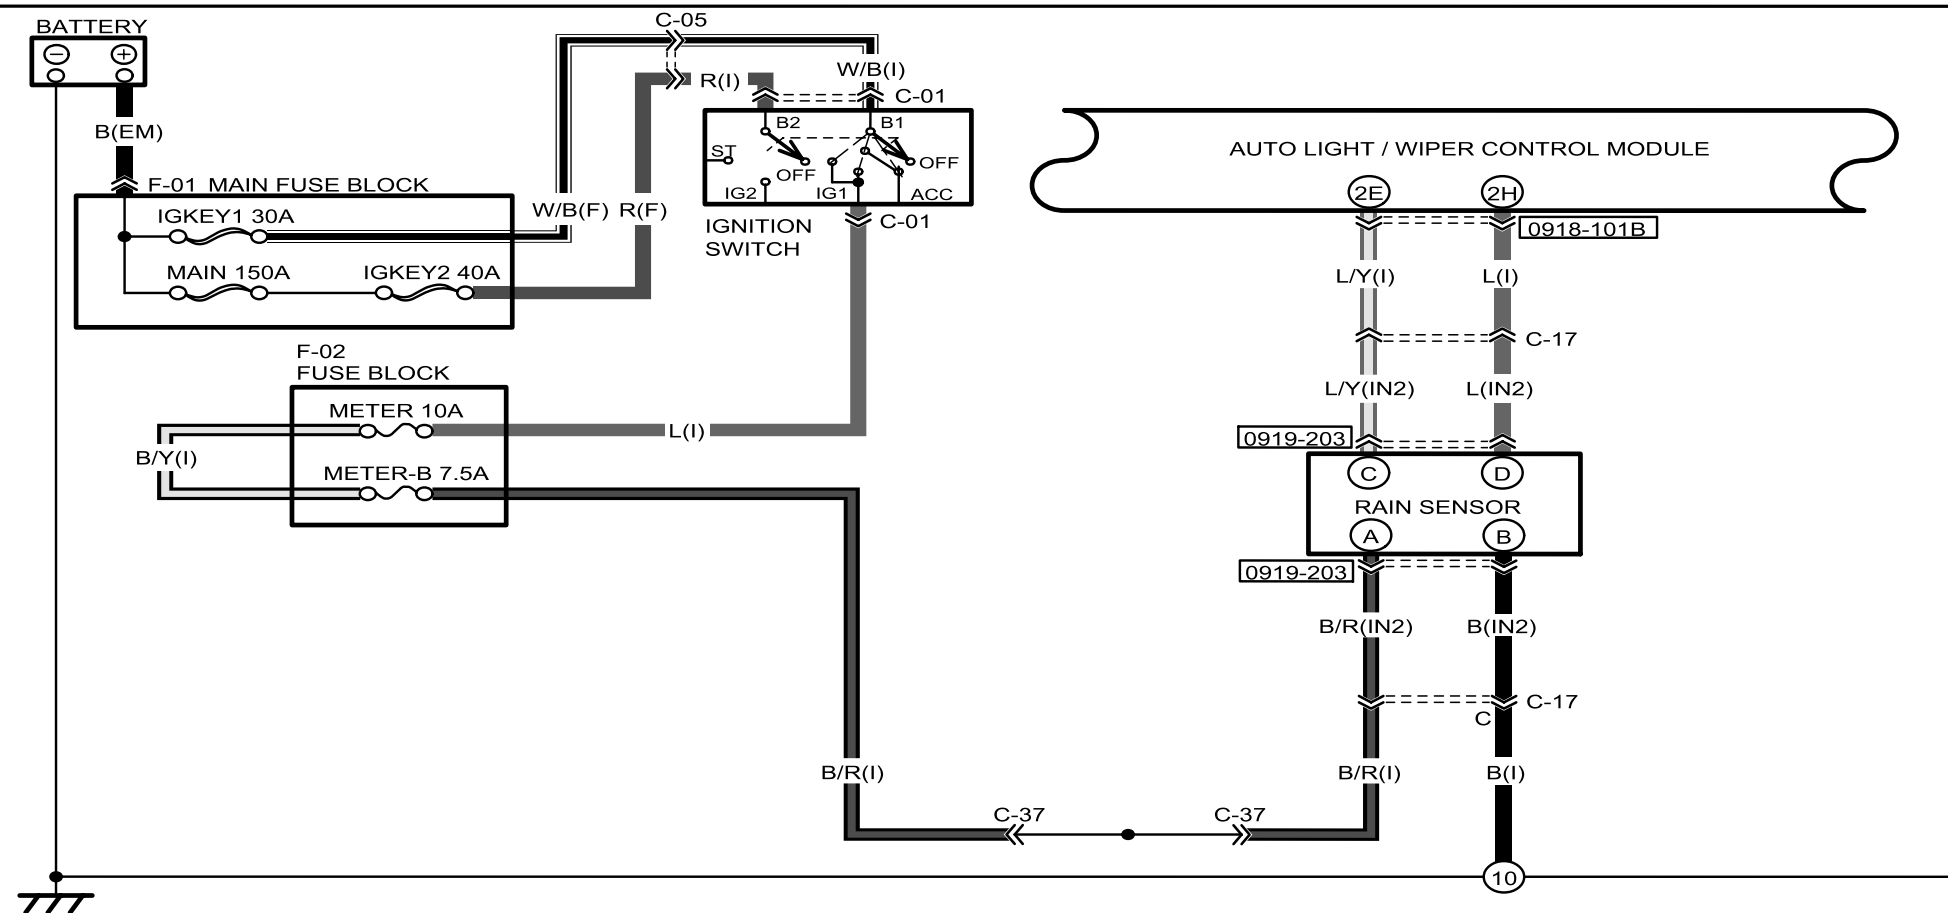 C-05
BATTERY
−
+
W/B(I)
R(I)
C-01
B(EM)
B2
B1
ST
OFF
OFF
IG2
IG1
ACC
IGNITION
SWITCH
C-01
F-01 MAIN FUSE BLOCK
IGKEY1 30A
W/B(F)
R(F)
MAIN 150A
IGKEY2 40A
AUTO LIGHT / WIPER CONTROL MODULE
2E
2H
0918-101B
L/Y(I)
L(I)
C-17
F-02
FUSE BLOCK
METER 10A
L(I)
B/Y(I)
METER-B 7.5A
L/Y(IN2)
L(IN2)
0919-203
C
D
RAIN SENSOR
A
B
0919-203
B/R(IN2)
B(IN2)
C-17
C
B/R(I)
B/R(I)
B(I)
C-37
C-37
10